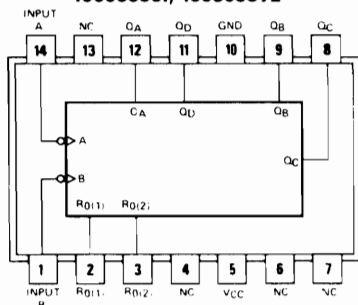 INPUT
A NC QA QD GND QB QC
14 13 12 11 10 9 8
CA QD QB
A
QC
B
R0(1) R0(2)
1 2 3 4 5 6 7
INPUT R0(1) R0(2) NC VCC NC NC